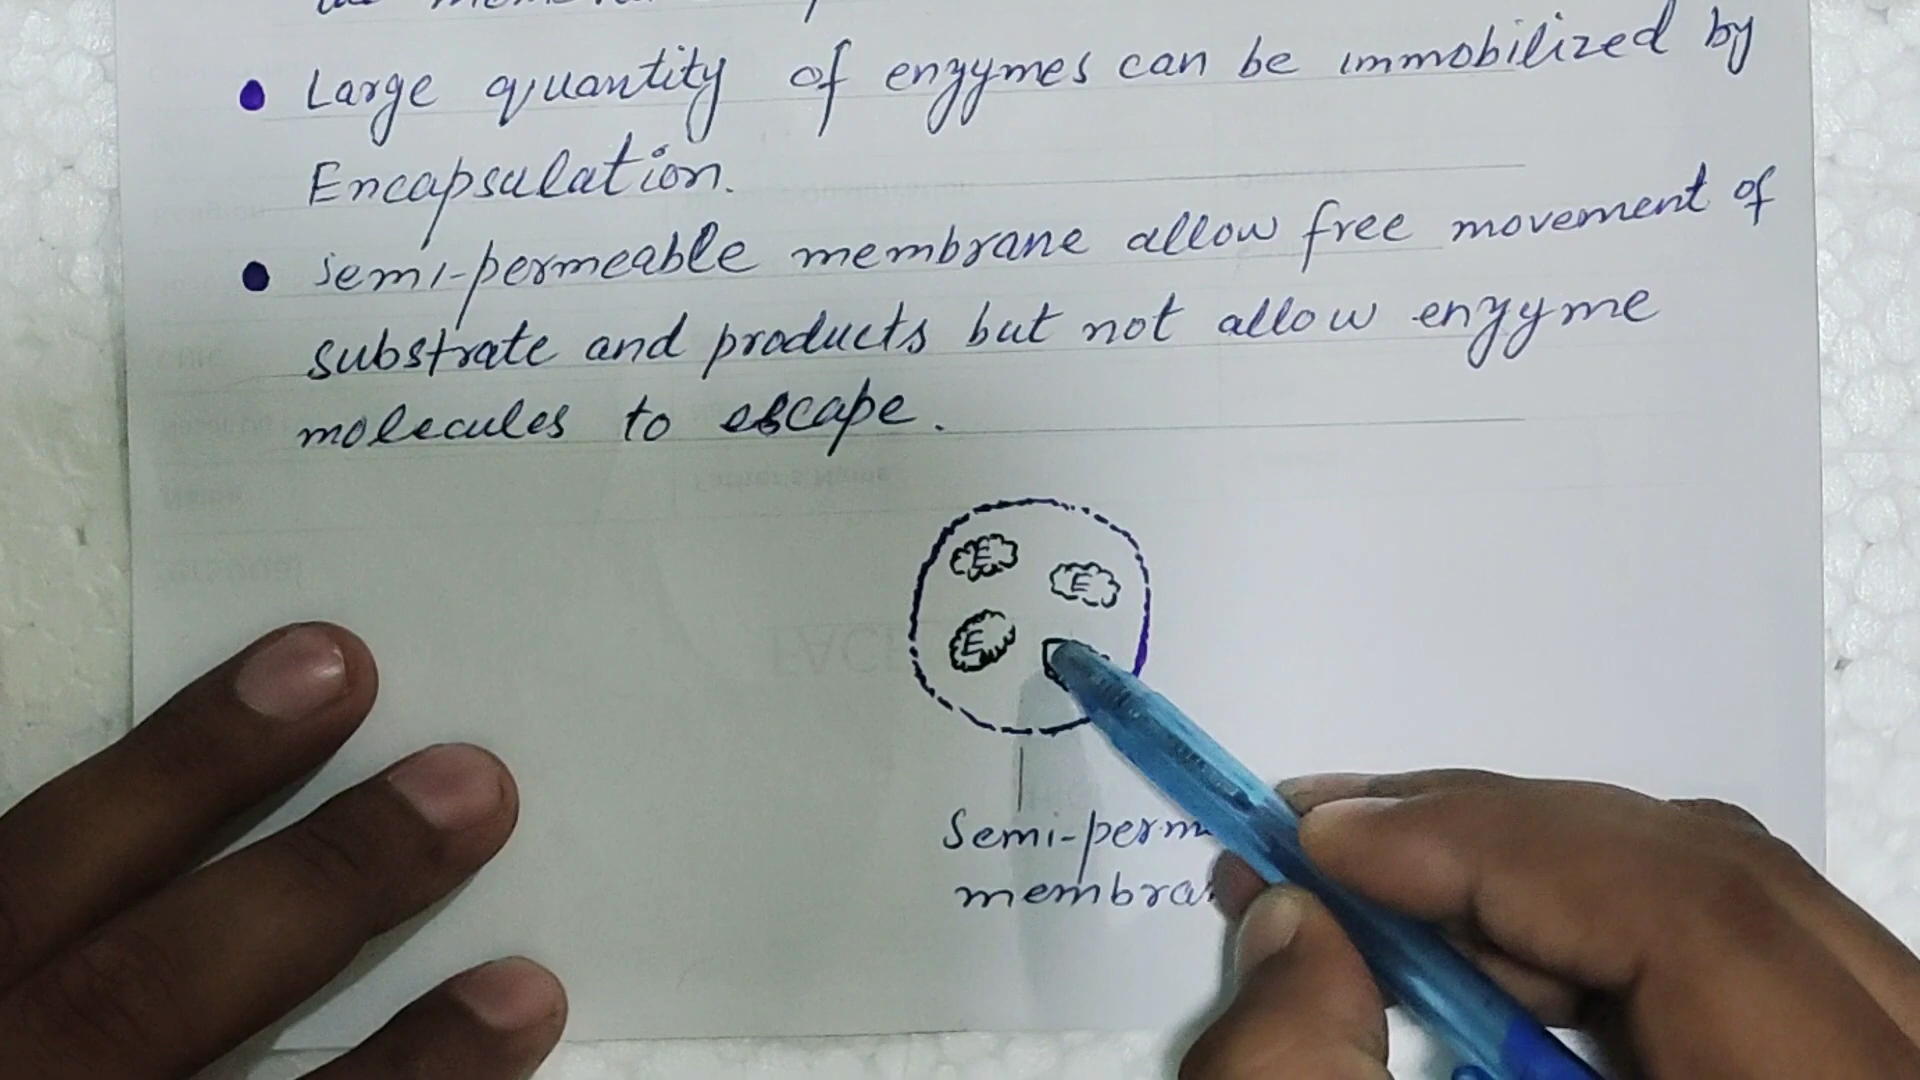 • Large quantity of enzymes can be immobilized by
Encapsulation.
• Semi-permeable membrane allow free movement of
substrate and products but not allow enzyme
molecules to escape.
E
E
E
Semi-perm
membra